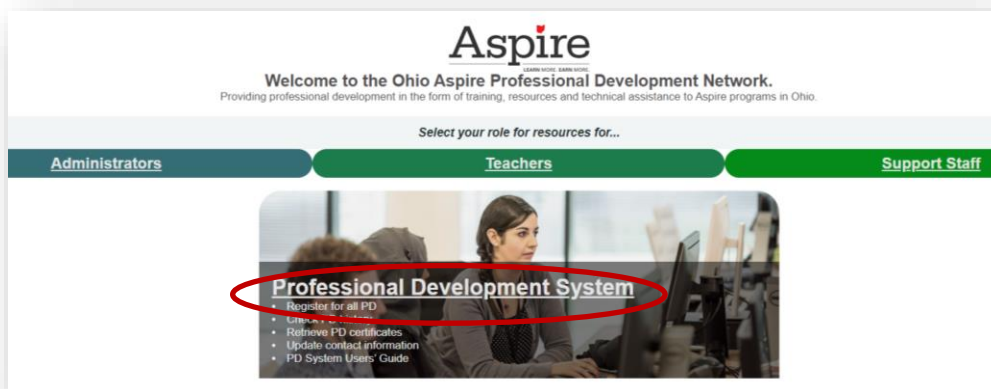 Aspire
LEARN MORE. EARN MORE.
Welcome to the Ohio Aspire Professional Development Network.
Providing professional development in the form of training, resources and technical assistance to Aspire programs in Ohio.
Select your role for resources for...
Administrators
Teachers
Support Staff
Professional Development System
• Register for all PD
• Check PD history
• Retrieve PD certificates
• Update contact information
• PD System Users' Guide